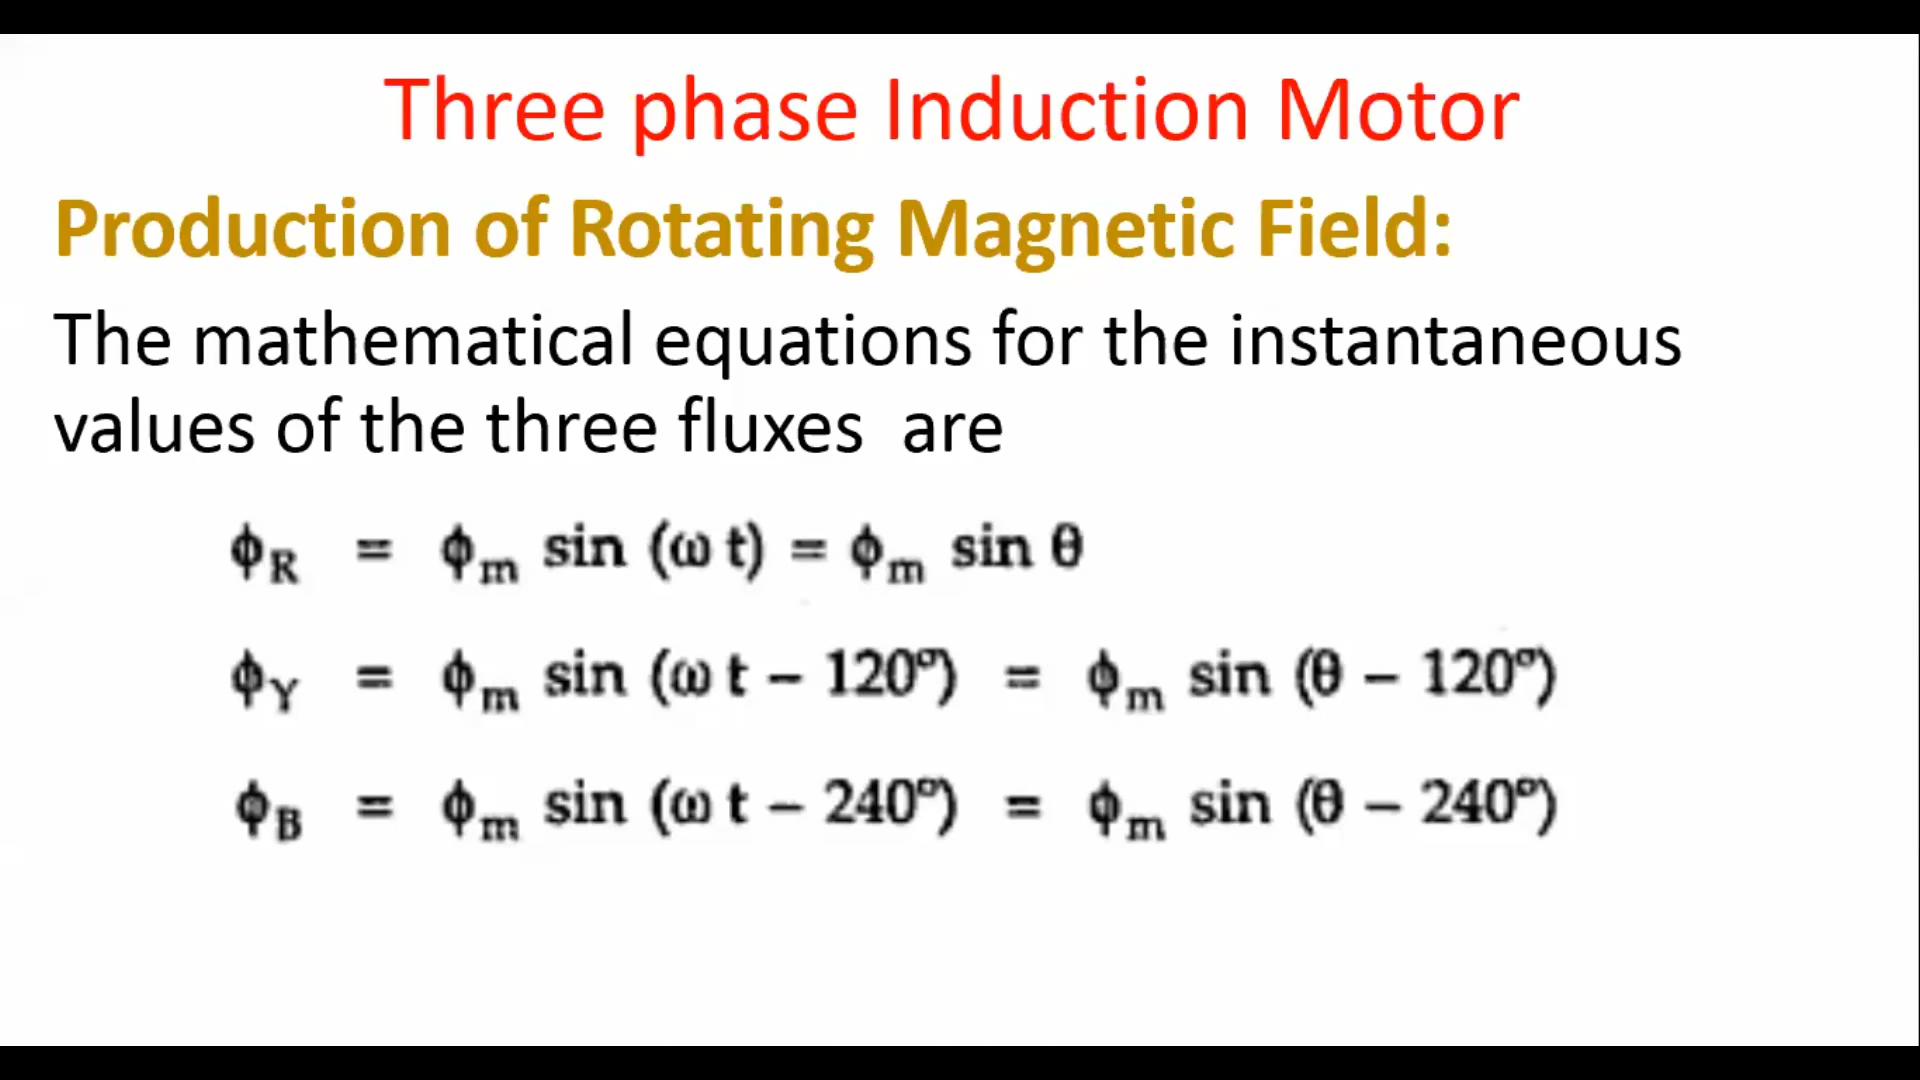 Three phase Induction Motor
Production of Rotating Magnetic Field:
The mathematical equations for the instantaneous
values of the three fluxes are
ϕR = ϕm sin (ω t) = ϕm sin θ
ϕY = ϕm sin (ω t – 120°) = ϕm sin (θ – 120°)
ϕB = ϕm sin (ω t – 240°) = ϕm sin (θ – 240°)